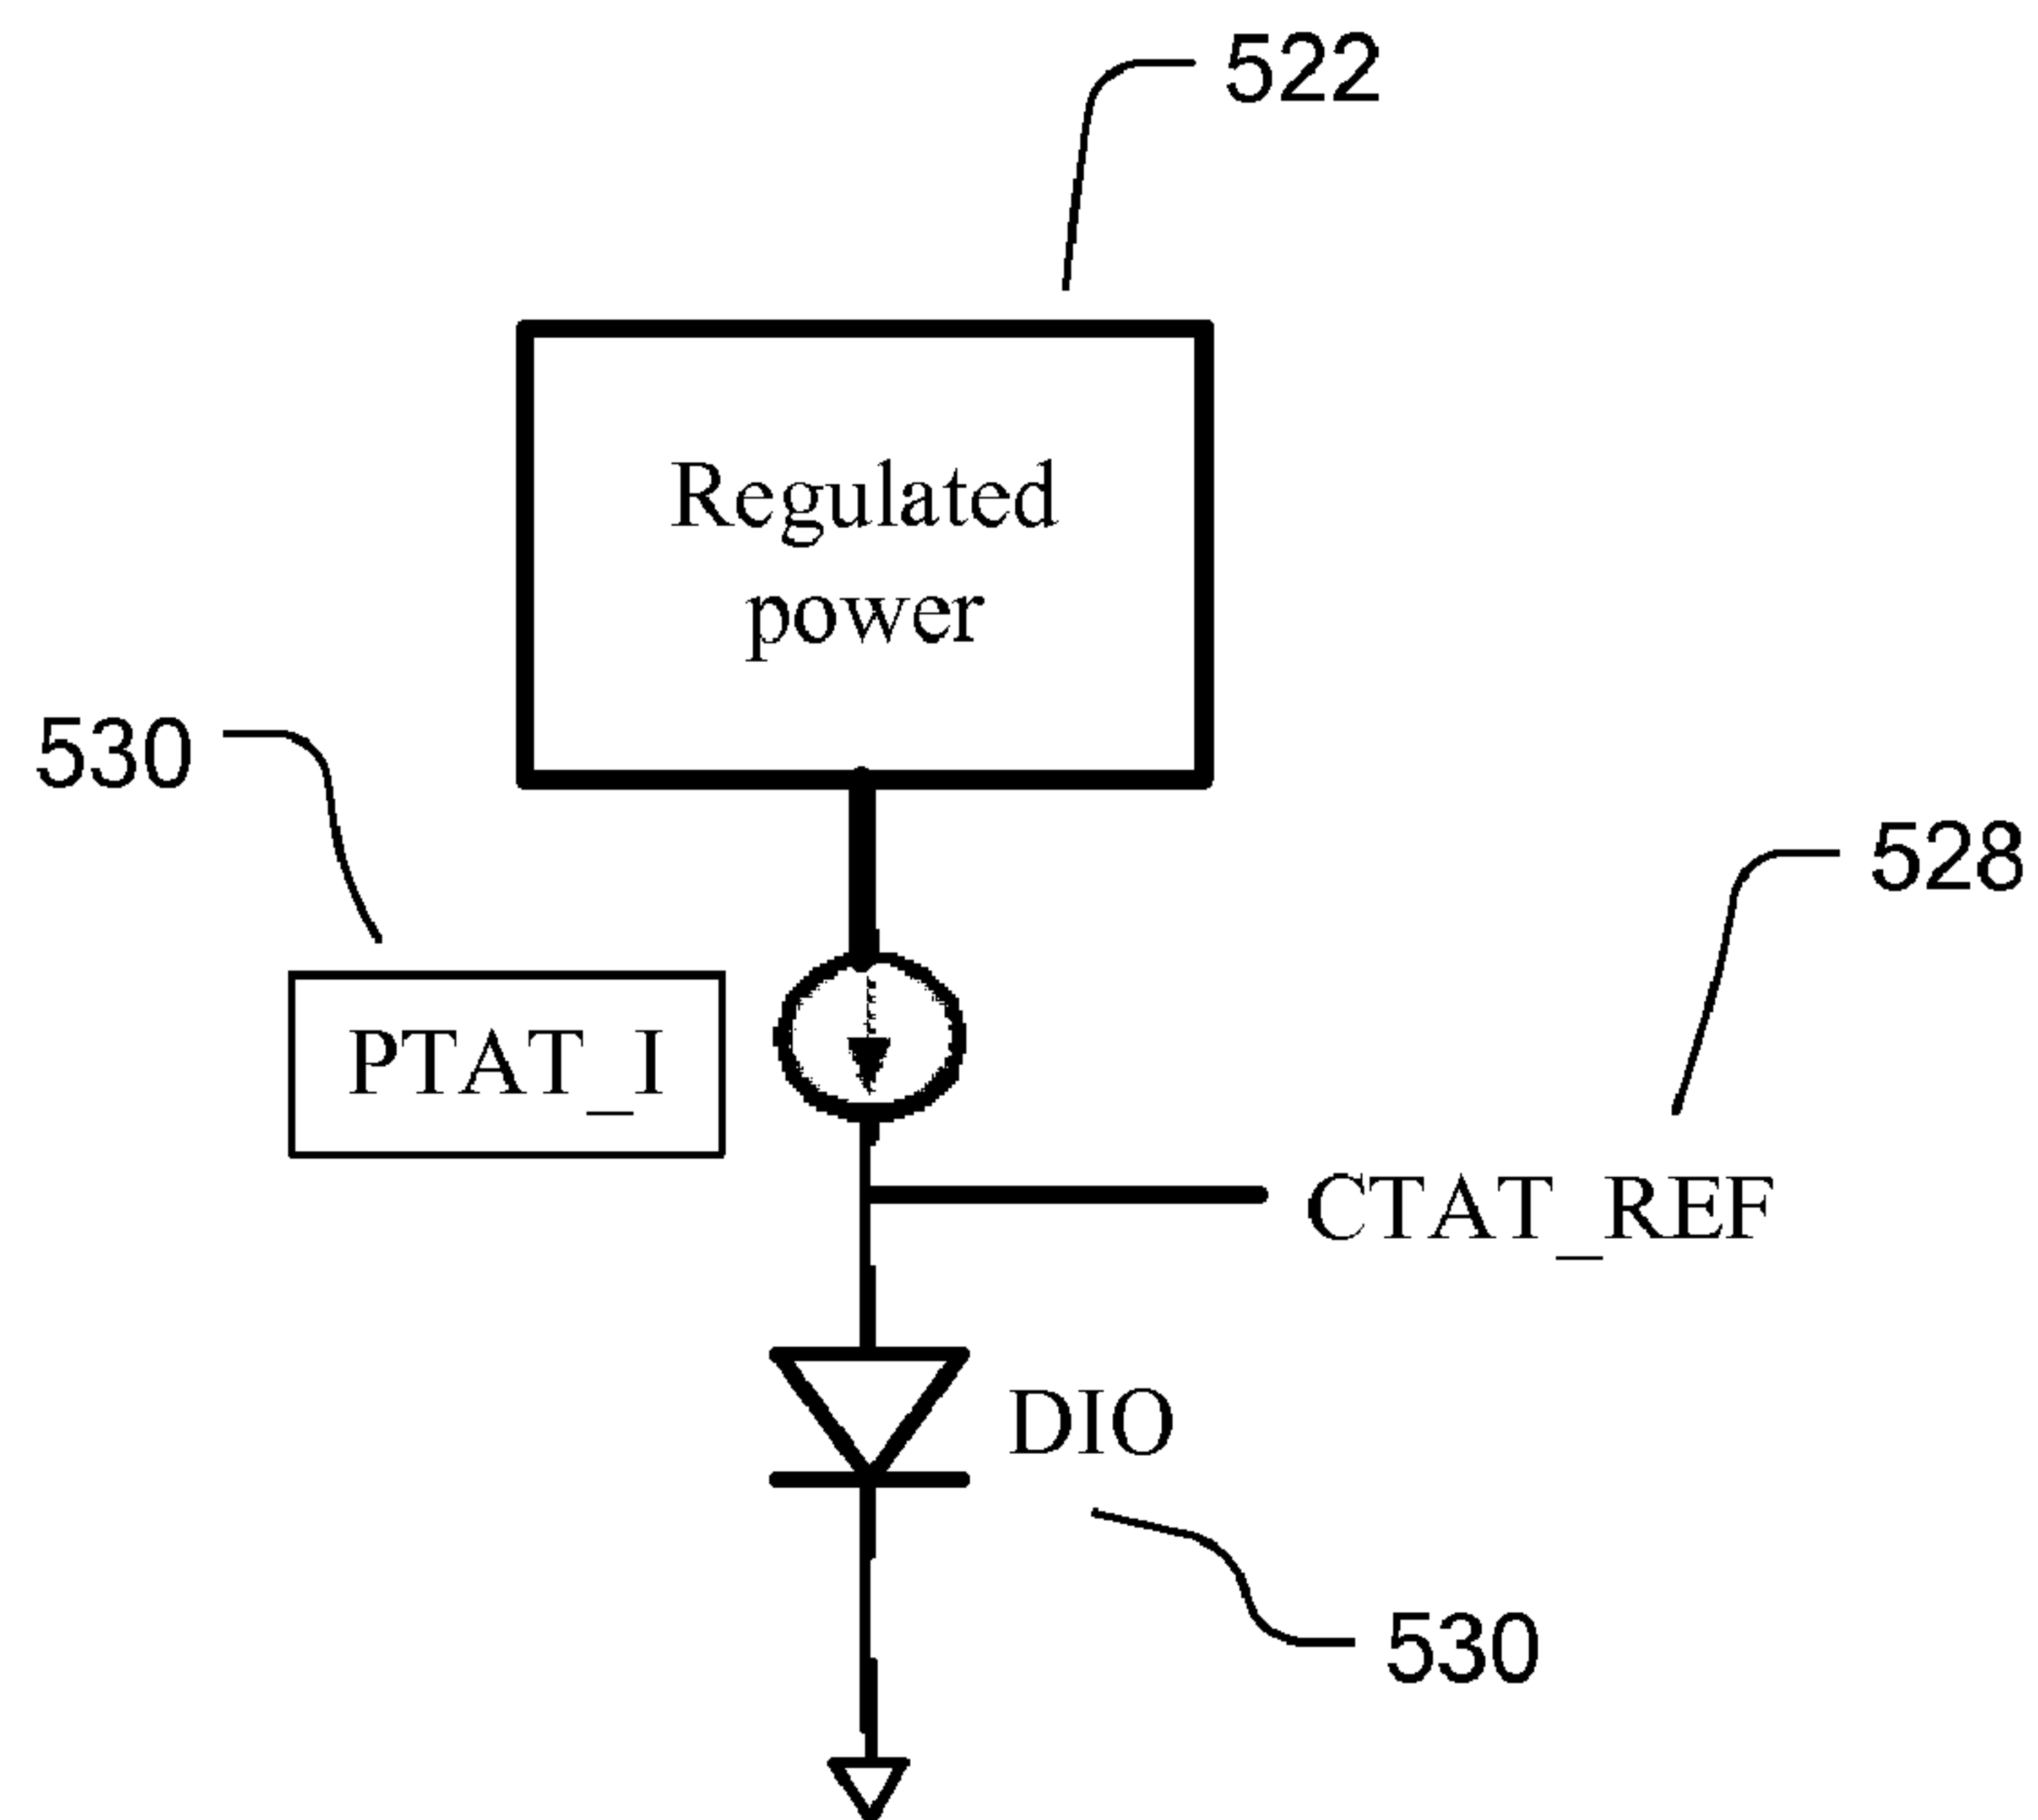 522
Regulated
power
530
528
PTAT_I
CTAT_REF
DIO
530